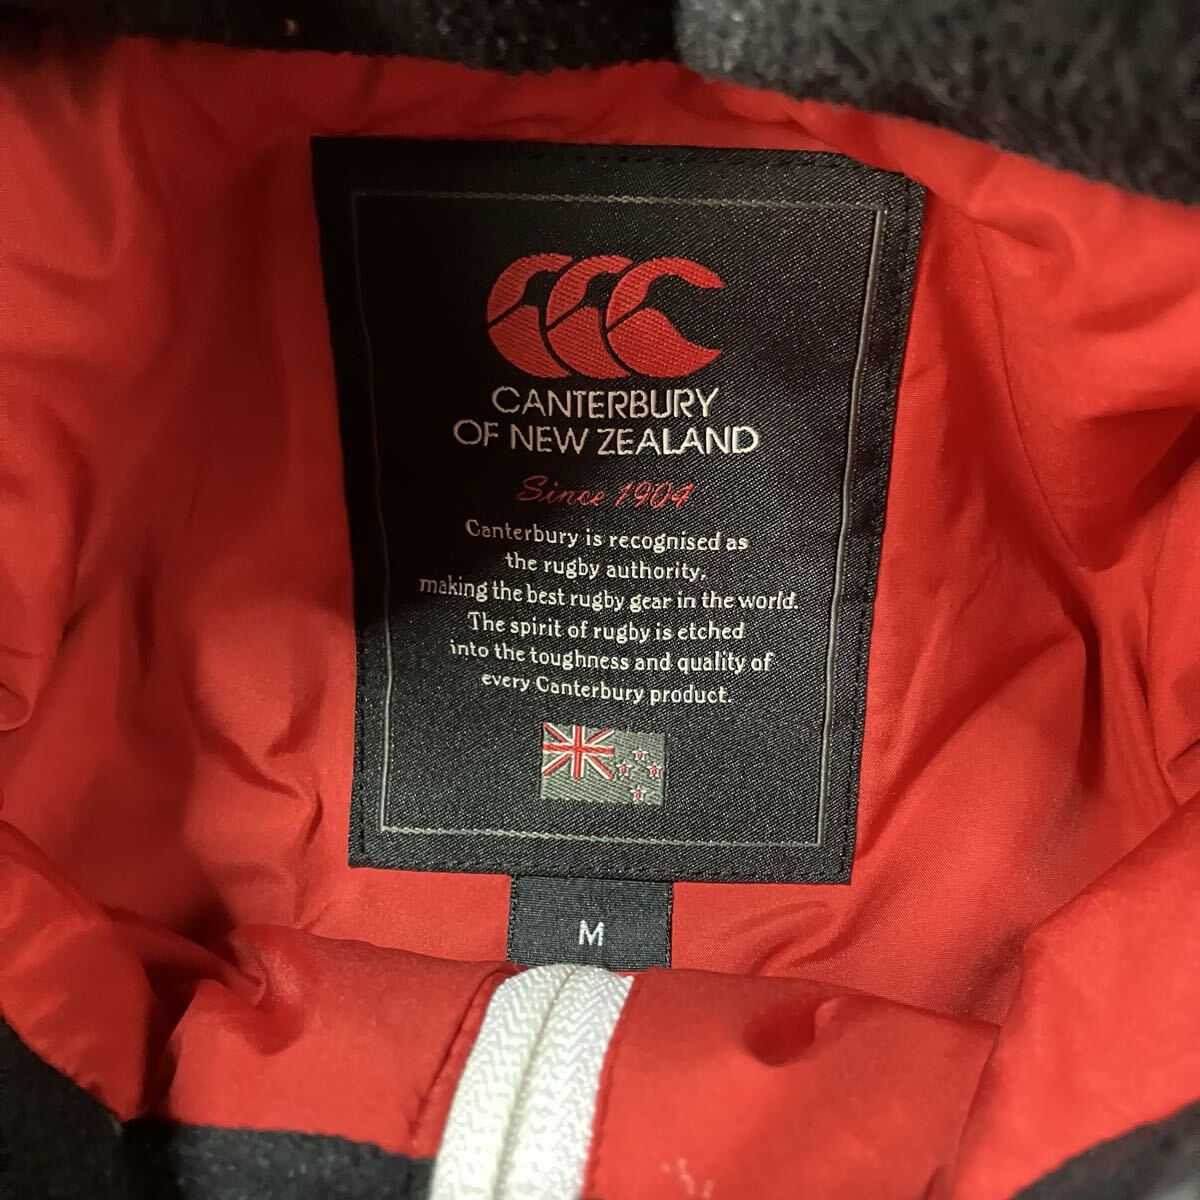 CANTERBURY
OF NEW ZEALAND
Since 1904
Canterbury is recognised as
the rugby authority,
making the best rugby gear in the world.
The spirit of rugby is etched
into the toughness and quality of
every Canterbury product.
M